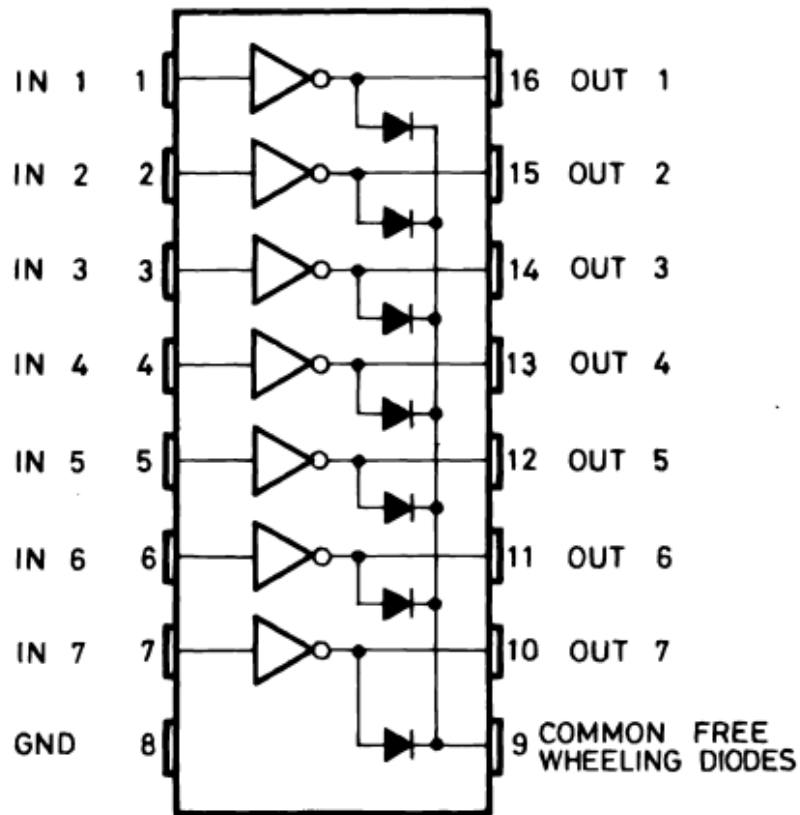 IN 1 1 16 OUT 1
IN 2 2 15 OUT 2
IN 3 3 14 OUT 3
IN 4 4 13 OUT 4
IN 5 5 12 OUT 5
IN 6 6 11 OUT 6
IN 7 7 10 OUT 7
GND 8 9 COMMON FREE
WHEELING DIODES